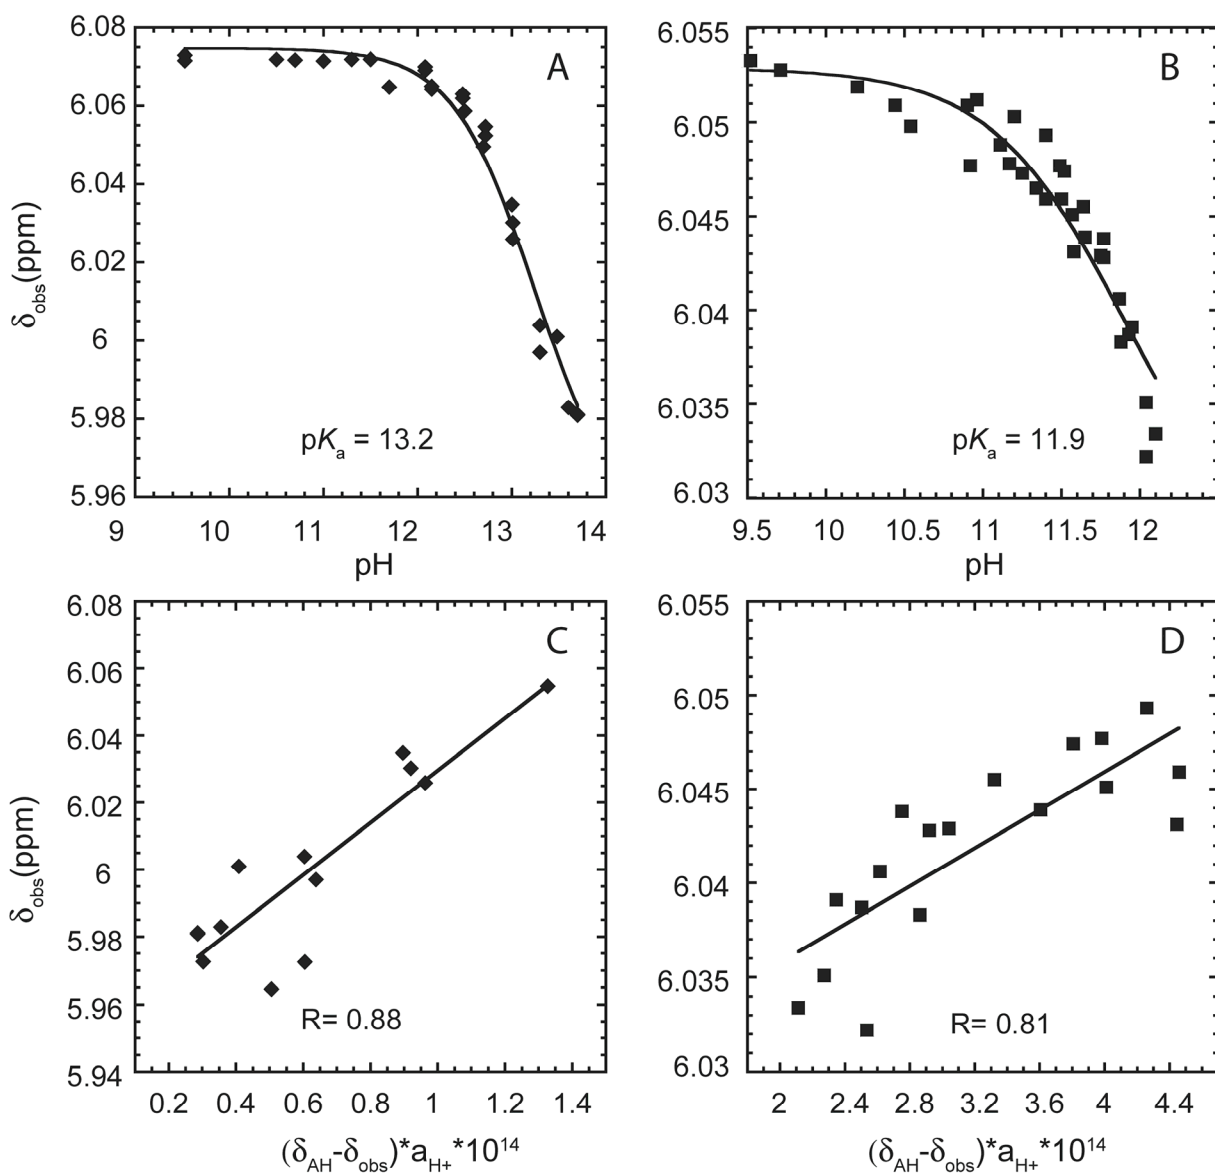 A
6.08
6.06
6.04
6.02
6
5.98
5.96
δobs(ppm)
pKa = 13.2
9 10 11 12 13 14
pH
B
6.055
6.05
6.045
6.04
6.035
6.03
pKa = 11.9
9.5 10 10.5 11 11.5 12
pH
C
6.08
6.06
6.04
6.02
6
5.98
5.96
5.94
δobs(ppm)
R= 0.88
0.2 0.4 0.6 0.8 1 1.2 1.4
(δAH-δobs)*aH+*10^14
D
6.055
6.05
6.045
6.04
6.035
6.03
R= 0.81
2 2.4 2.8 3.2 3.6 4 4.4
(δAH-δobs)*aH+*10^14